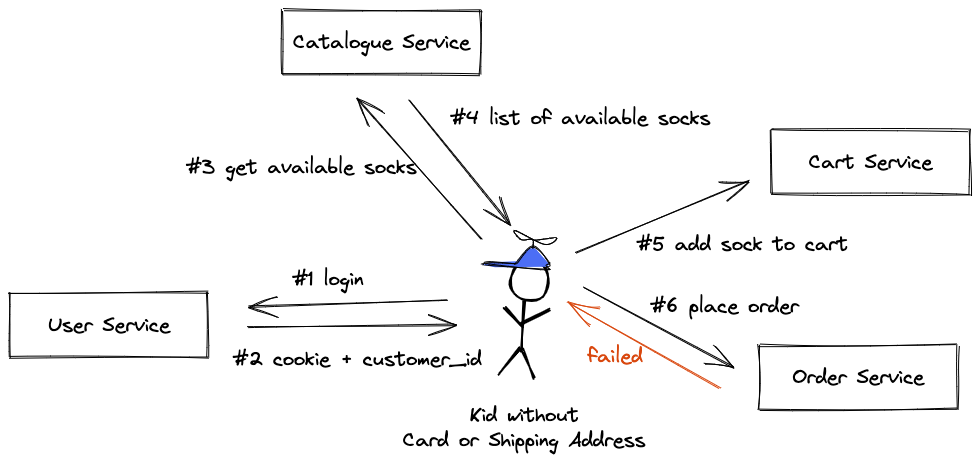 Catalogue Service
#4 list of available socks
Cart Service
#3 get available socks
#5 add sock to cart
#1 login
#6 place order
User Service
#2 cookie + customer_id
failed
Order Service
Kid without
Card or Shipping Address